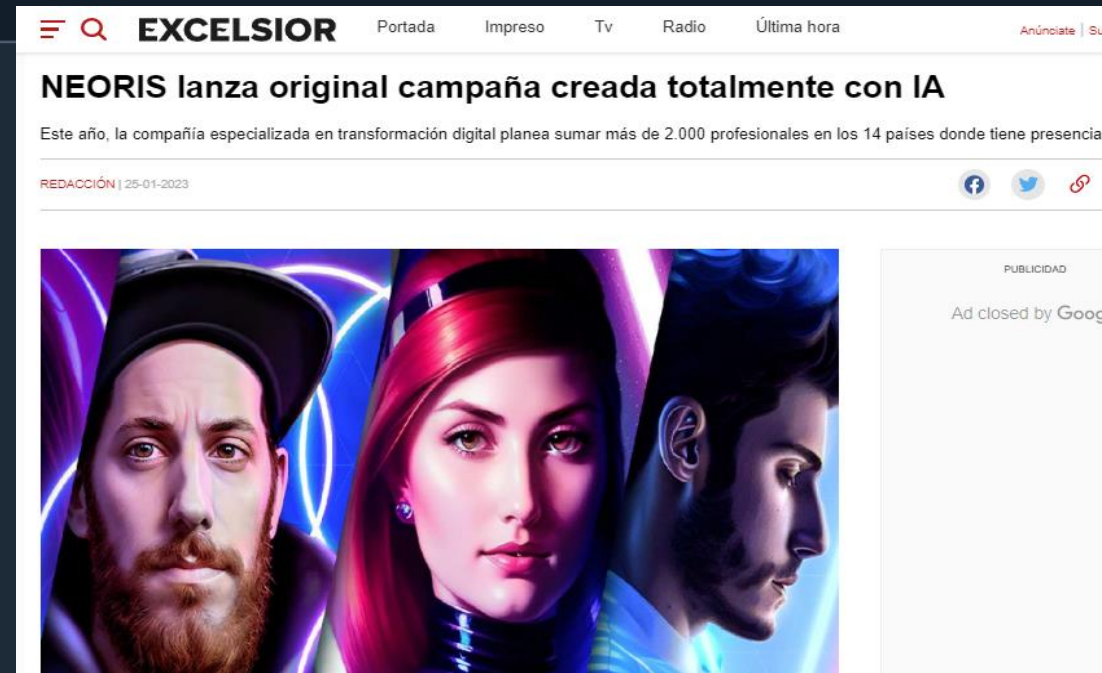 EXCELSIOR Portada Impreso Tv Radio Última hora Anúnciate | Su
NEORIS lanza original campaña creada totalmente con IA
Este año, la compañía especializada en transformación digital planea sumar más de 2.000 profesionales en los 14 países donde tiene presencia
REDACCIÓN | 25-01-2023
PUBLICIDAD
Ad closed by Goog